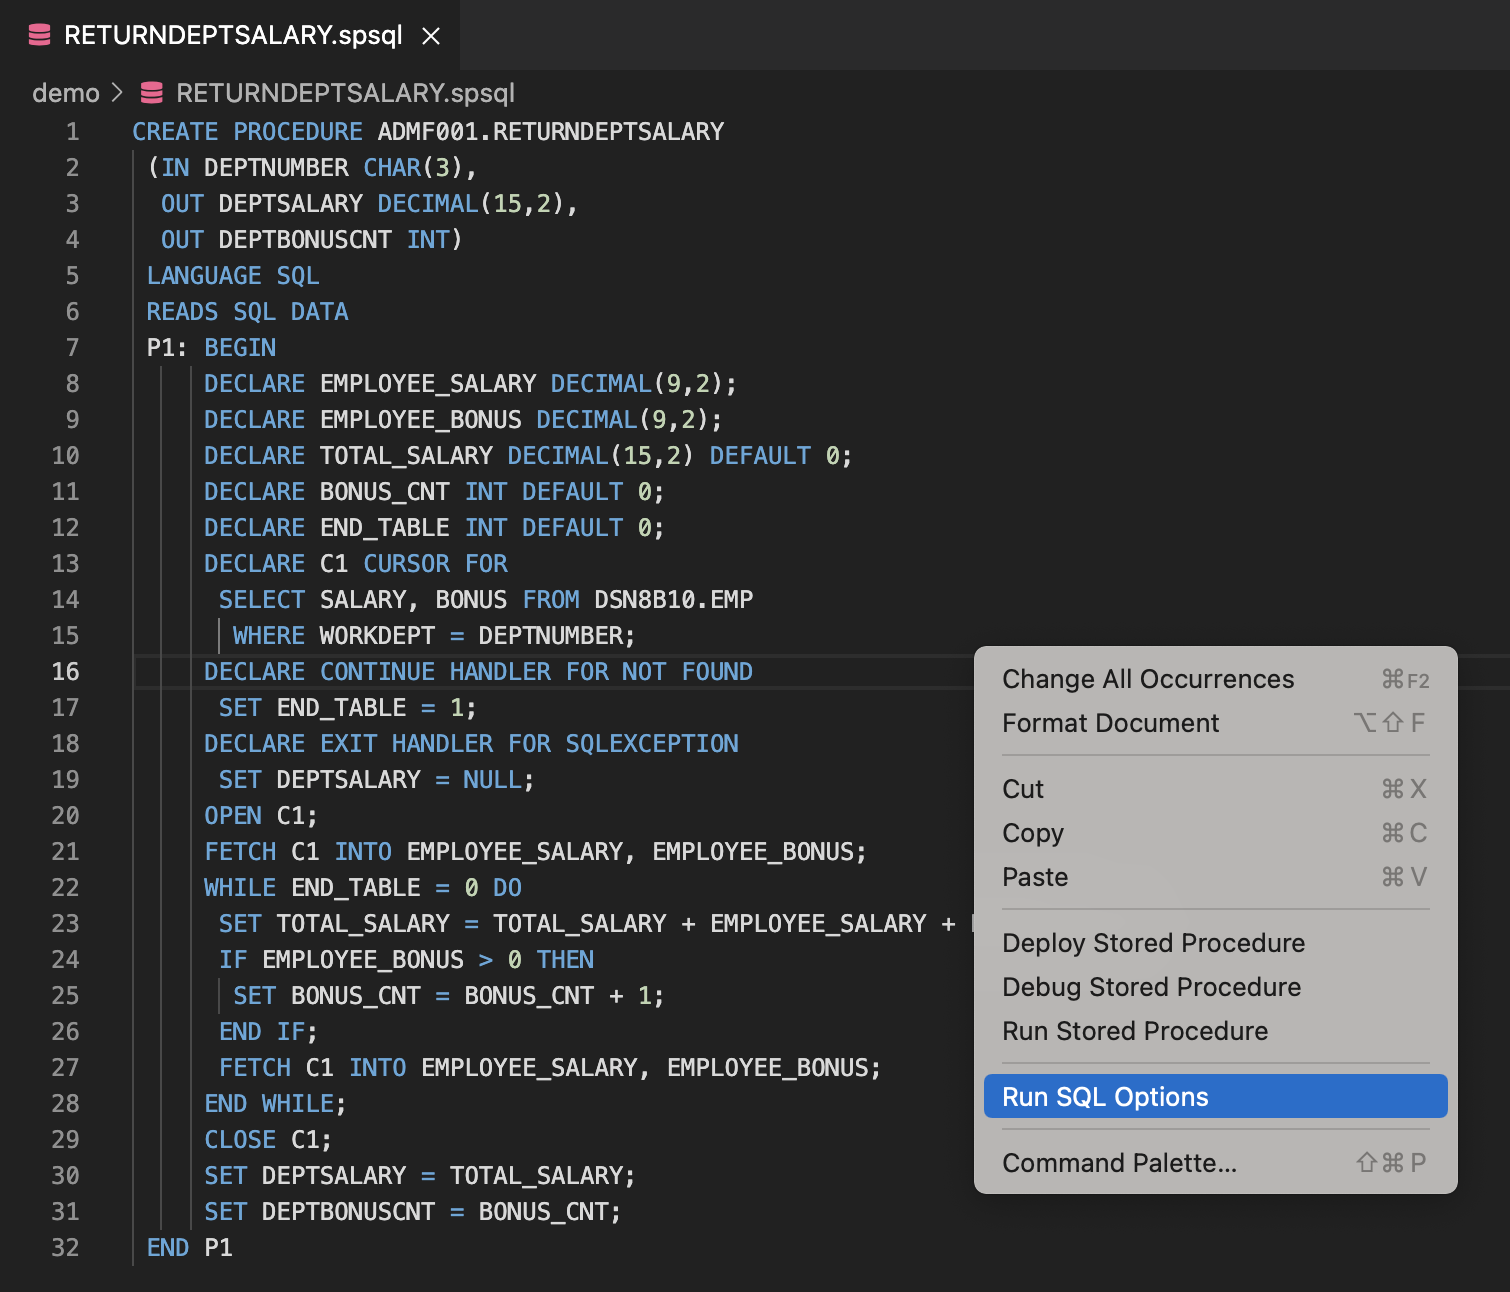 RETURNDEPTSALARY.spsql
demo > RETURNDEPTSALARY.spsql
1 CREATE PROCEDURE ADMF001.RETURNDEPTSALARY
2 (IN DEPTNUMBER CHAR(3),
3 OUT DEPTSALARY DECIMAL(15,2),
4 OUT DEPTBONUSCNT INT)
5 LANGUAGE SQL
6 READS SQL DATA
7 P1: BEGIN
8 DECLARE EMPLOYEE_SALARY DECIMAL(9,2);
9 DECLARE EMPLOYEE_BONUS DECIMAL(9,2);
10 DECLARE TOTAL_SALARY DECIMAL(15,2) DEFAULT 0;
11 DECLARE BONUS_CNT INT DEFAULT 0;
12 DECLARE END_TABLE INT DEFAULT 0;
13 DECLARE C1 CURSOR FOR
14 SELECT SALARY, BONUS FROM DSN8B10.EMP
15 WHERE WORKDEPT = DEPTNUMBER;
16 DECLARE CONTINUE HANDLER FOR NOT FOUND
17 SET END_TABLE = 1;
18 DECLARE EXIT HANDLER FOR SQLEXCEPTION
19 SET DEPTSALARY = NULL;
20 OPEN C1;
21 FETCH C1 INTO EMPLOYEE_SALARY, EMPLOYEE_BONUS;
22 WHILE END_TABLE = 0 DO
23 SET TOTAL_SALARY = TOTAL_SALARY + EMPLOYEE_SALARY +
24 IF EMPLOYEE_BONUS > 0 THEN
25 SET BONUS_CNT = BONUS_CNT + 1;
26 END IF;
27 FETCH C1 INTO EMPLOYEE_SALARY, EMPLOYEE_BONUS;
28 END WHILE;
29 CLOSE C1;
30 SET DEPTSALARY = TOTAL_SALARY;
31 SET DEPTBONUSCNT = BONUS_CNT;
32 END P1
Change All Occurrences ⌘F2
Format Document ⌥⇧F
Cut ⌘X
Copy ⌘C
Paste ⌘V
Deploy Stored Procedure
Debug Stored Procedure
Run Stored Procedure
Run SQL Options
Command Palette... ⇧⌘P